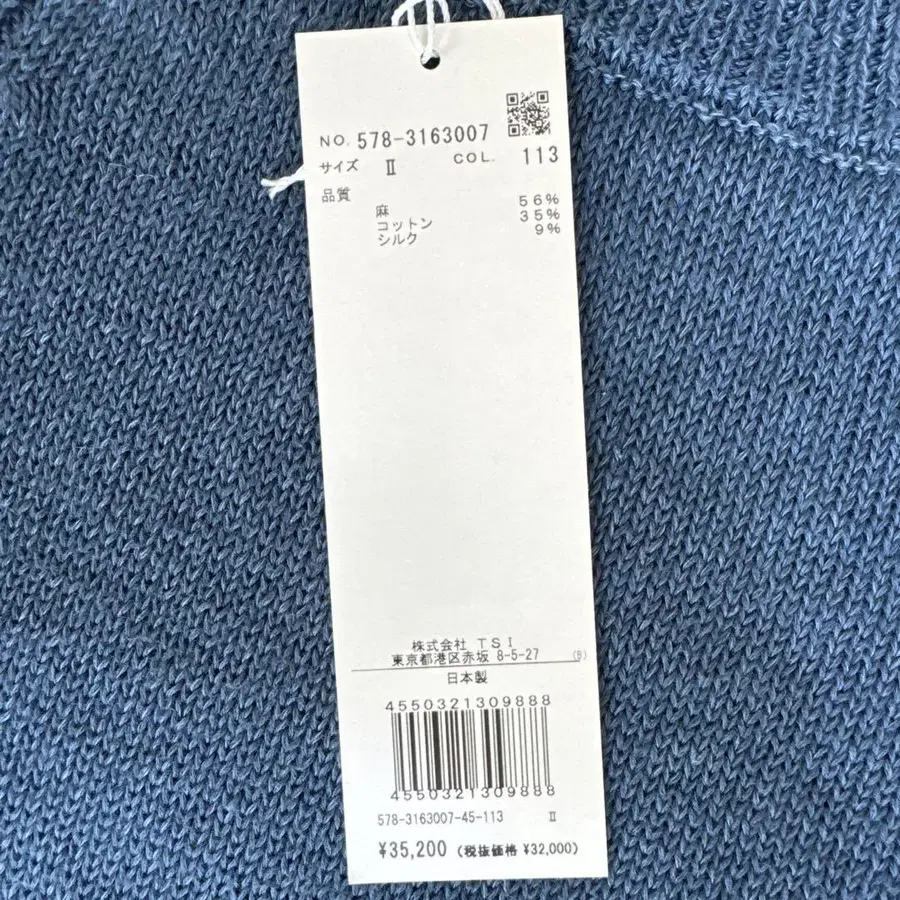 NO. 578-3163007
サイズ Ⅱ COL. 113
品質
麻 56%
コットン 35%
シルク 9%
株式会社 TSI
東京都港区赤坂 8-5-27 (B)
日本製
4550321309888
4550321309888
578-3163007-45-113 Ⅱ
¥35,200 (税抜価格 ¥32,000)